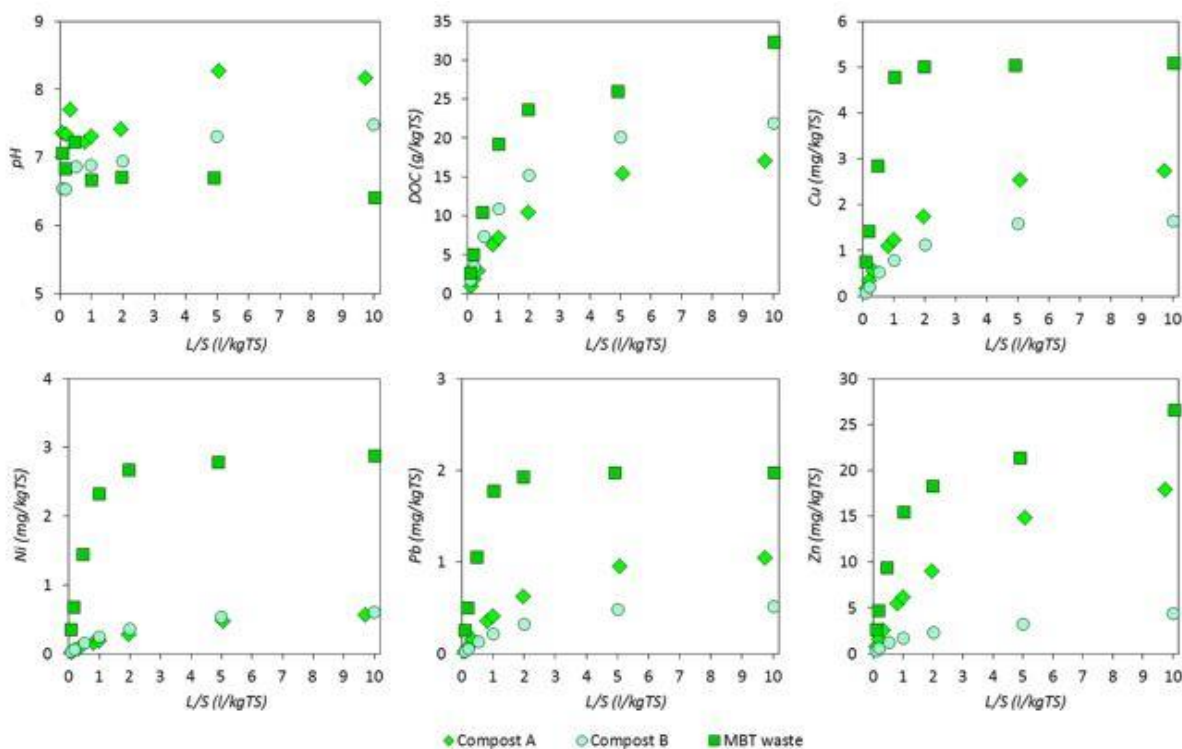 9
8
7
6
5
pH
0 1 2 3 4 5 6 7 8 9 10
L/S (l/kgTS)
35
30
25
20
15
10
5
0
DOC (g/kgTS)
0 1 2 3 4 5 6 7 8 9 10
L/S (l/kgTS)
6
5
4
3
2
1
0
Cu (mg/kgTS)
0 1 2 3 4 5 6 7 8 9 10
L/S (l/kgTS)
4
3
2
1
0
Ni (mg/kgTS)
0 1 2 3 4 5 6 7 8 9 10
L/S (l/kgTS)
3
2
1
0
Pb (mg/kgTS)
0 1 2 3 4 5 6 7 8 9 10
L/S (l/kgTS)
30
25
20
15
10
5
0
Zn (mg/kgTS)
0 1 2 3 4 5 6 7 8 9 10
L/S (l/kgTS)
Compost A Compost B MBT waste